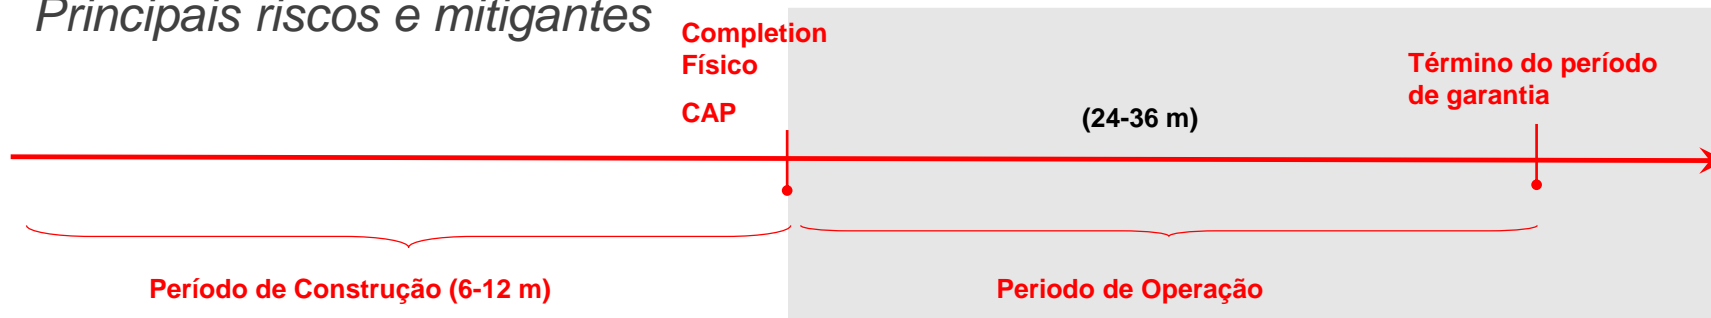 Principais riscos e mitigantes
Completion
Físico
CAP
(24-36 m)
Término do período
de garantia
Período de Construção (6-12 m)
Periodo de Operação